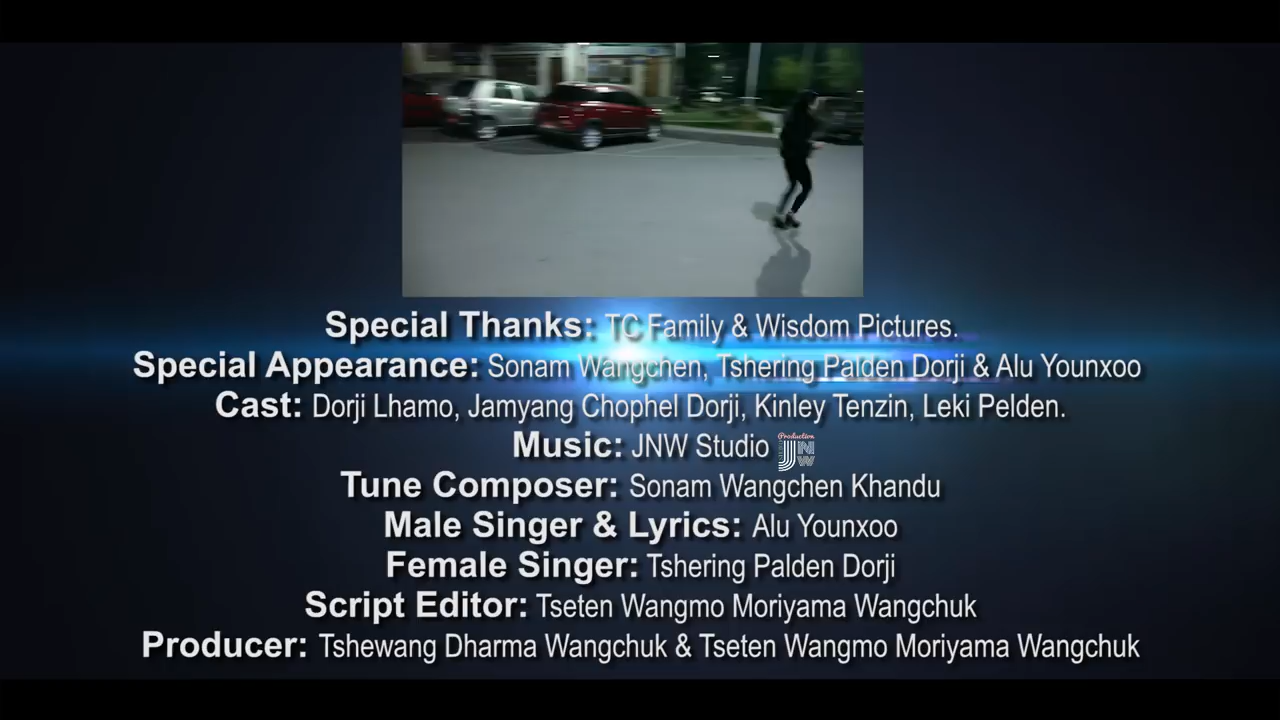 Special Thanks: TC Family & Wisdom Pictures.
Special Appearance: Sonam Wangchen, Tshering Palden Dorji & Alu Younxoo
Cast: Dorji Lhamo, Jamyang Chophel Dorji, Kinley Tenzin, Leki Pelden.
Music: JNW Studio Production JNW
Tune Composer: Sonam Wangchen Khandu
Male Singer & Lyrics: Alu Younxoo
Female Singer: Tshering Palden Dorji
Script Editor: Tseten Wangmo Moriyama Wangchuk
Producer: Tshewang Dharma Wangchuk & Tseten Wangmo Moriyama Wangchuk